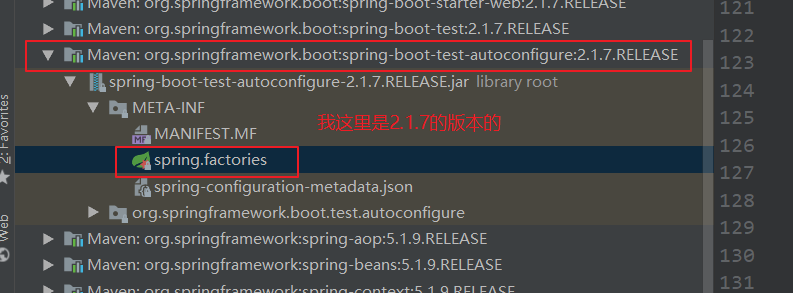 Maven: org.springframework.boot:spring-boot-starter-web:2.1.7.RELEASE
Maven: org.springframework.boot:spring-boot-test:2.1.7.RELEASE
Maven: org.springframework.boot:spring-boot-test-autoconfigure:2.1.7.RELEASE
spring-boot-test-autoconfigure-2.1.7.RELEASE.jar library root
META-INF
我这里是2.1.7的版本的
MANIFEST.MF
spring.factories
spring-configuration-metadata.json
org.springframework.boot.test.autoconfigure
Maven: org.springframework:spring-aop:5.1.9.RELEASE
Maven: org.springframework:spring-beans:5.1.9.RELEASE
Maven: org.springframework:spring-context:5.1.9.RELEASE
2: Favorites
Web
121
122
123
124
125
126
127
128
129
130
131